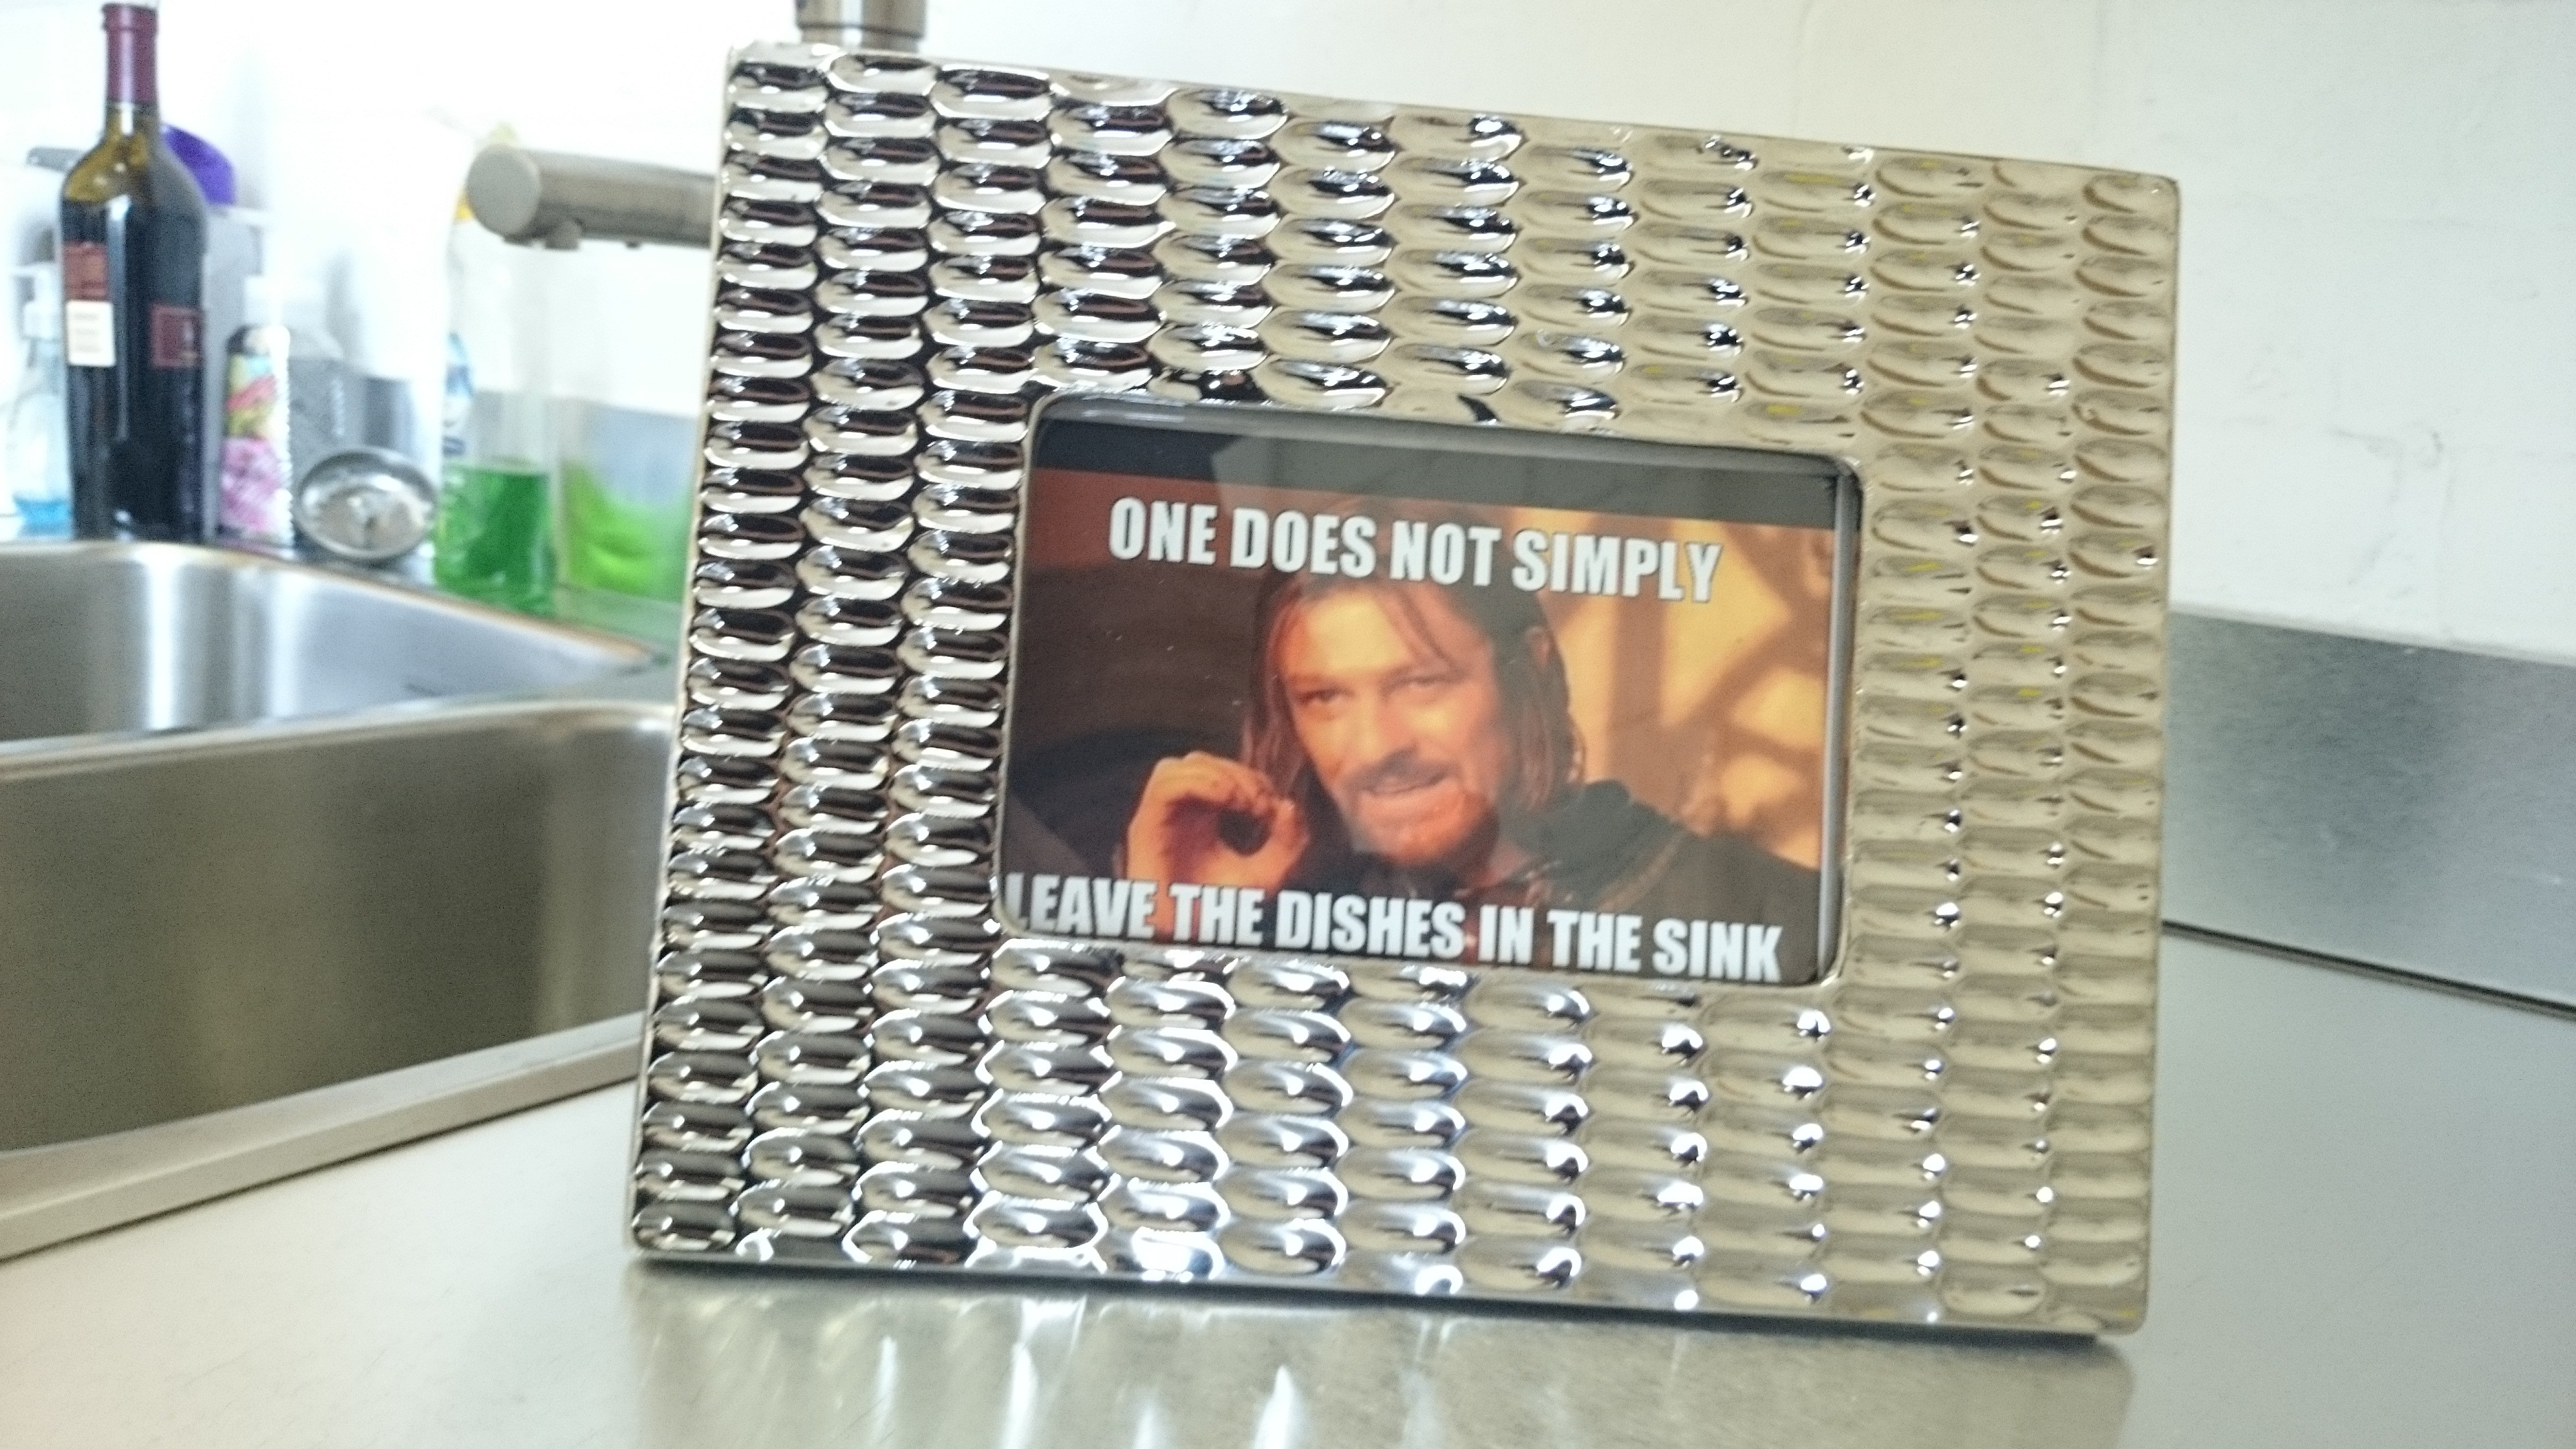 ONE DOES NOT SIMPLY
LEAVE THE DISHES IN THE SINK